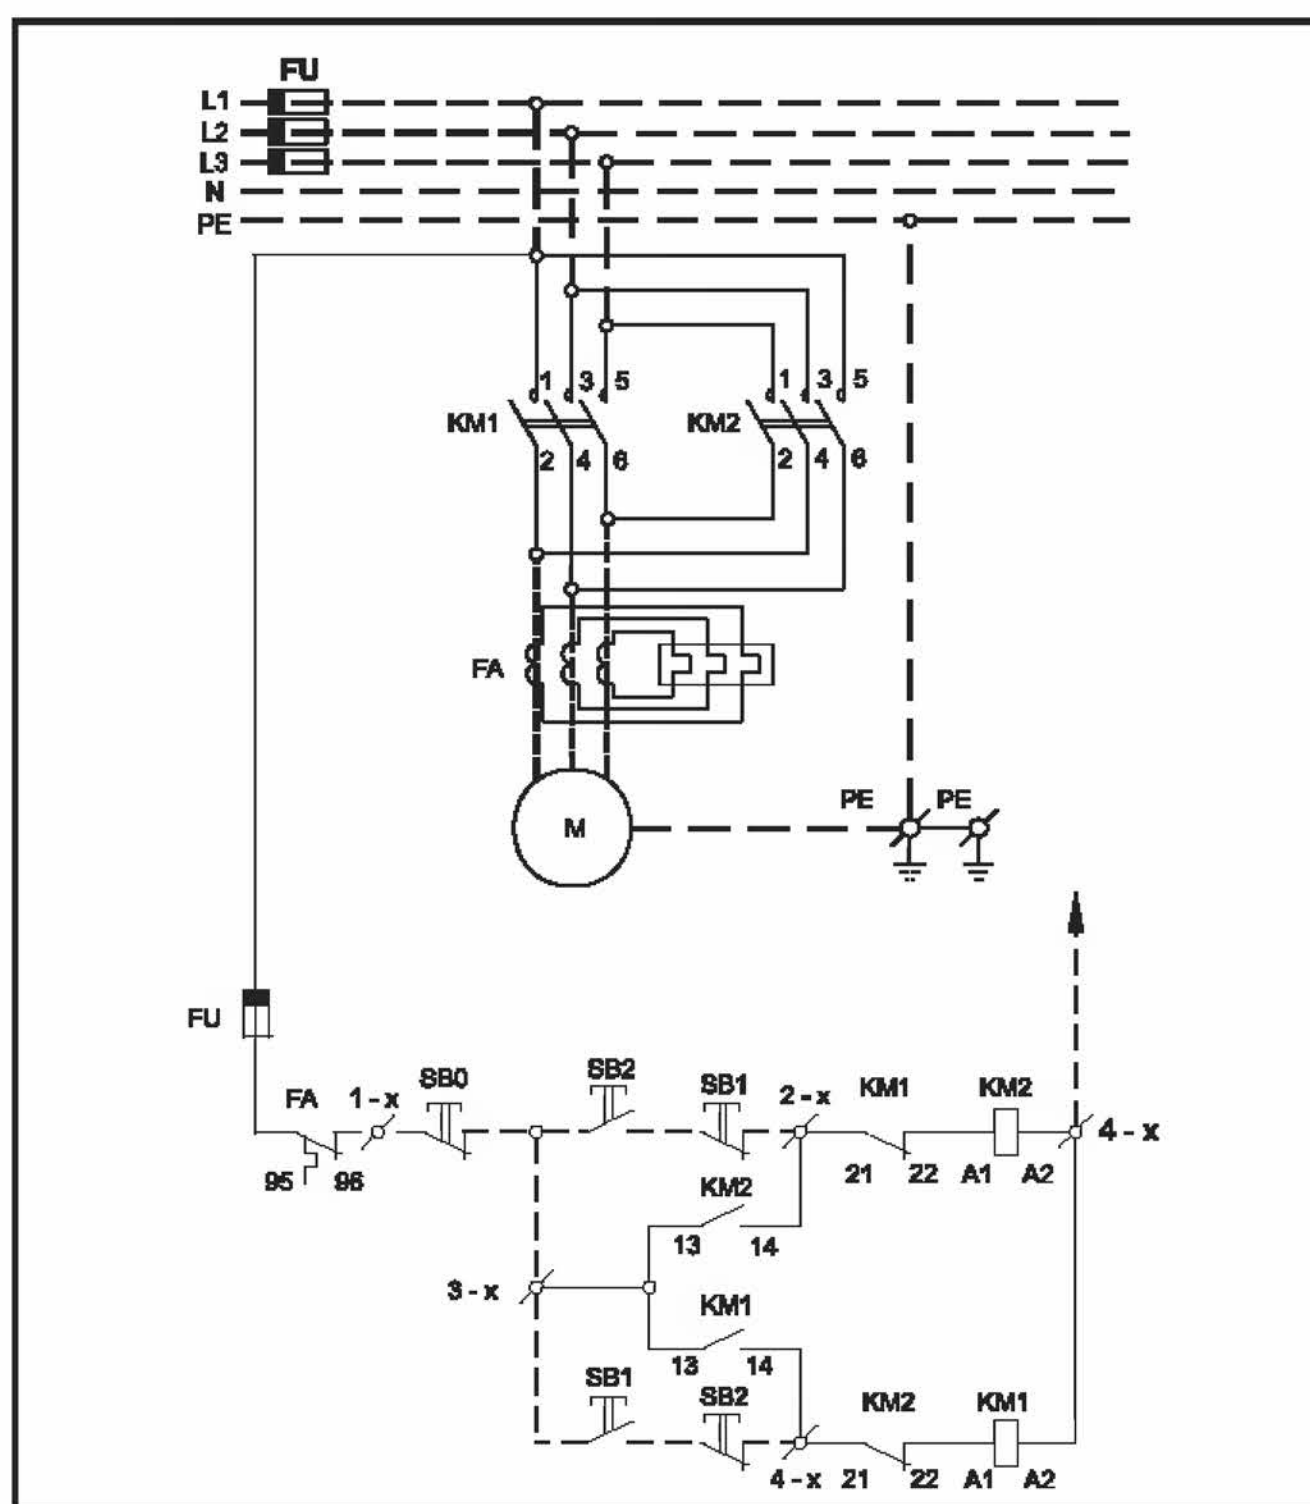 FU
L1
L2
L3
N
PE
1 3 5 1 3 5
KM1 KM2
2 4 6 2 4 6
FA
M
PE PE
FU
FA 1 - x SB0 SB2 SB1 2 - x KM1 KM2
4 - x
95 96 21 22 A1 A2
KM2
13 14
3 - x
KM1
13 14
SB1 SB2 KM2 KM1
4 - x 21 22 A1 A2